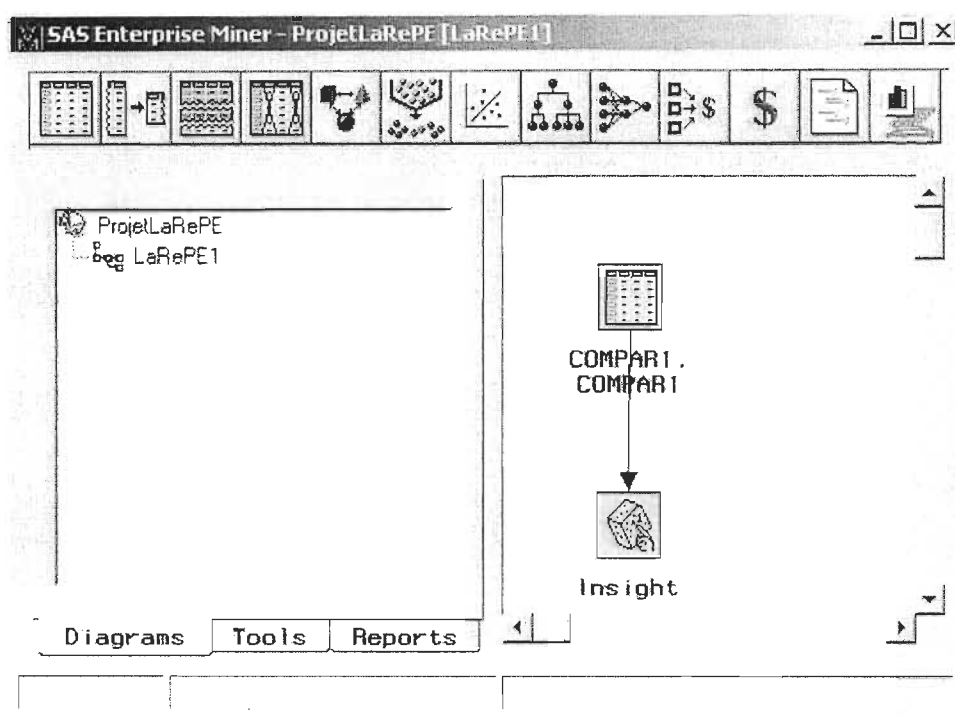 SAS Enterprise Miner - ProjetLaRePE [LaRePE1]
ProjetLaRePE
LaRePE1
COMPAR1.
COMPAR1
Insight
Diagrams Tools Reports